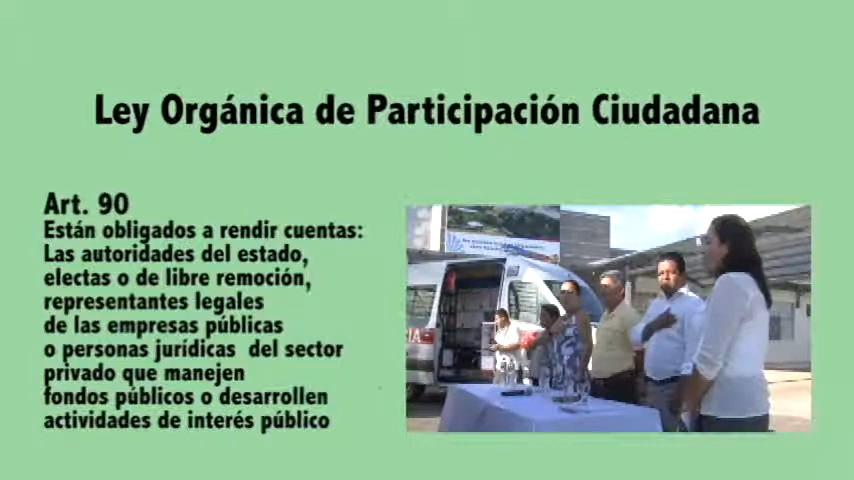 Ley Orgánica de Participación Ciudadana
Art. 90
Están obligados a rendir cuentas:
Las autoridades del estado,
electas o de libre remoción,
representantes legales
de las empresas públicas
o personas jurídicas del sector
privado que manejen
fondos públicos o desarrollen
actividades de interés público